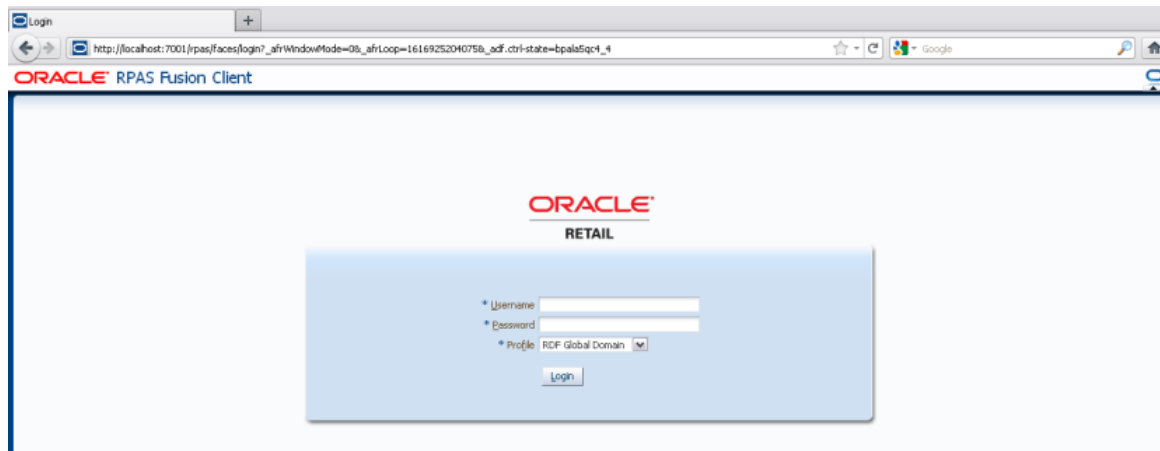 Login
http://localhost:7001/rpas/faces/login?_afrWindowMode=0&_afrLoop=1616925204075&_adf.ctrl-state=bpala5qc4_4
Google
ORACLE® RPAS Fusion Client
ORACLE®
RETAIL
* Username
* Password
* Profile RDF Global Domain
Login